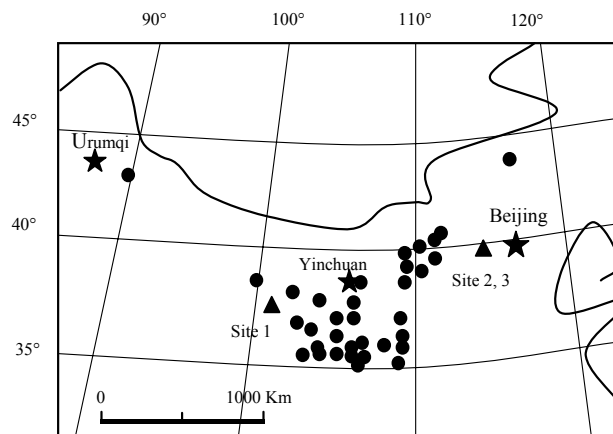 90° 100° 110° 120°
45°
Urumqi
40°
Beijing
Yinchuan
Site 2, 3
Site 1
35°
0 1000 Km